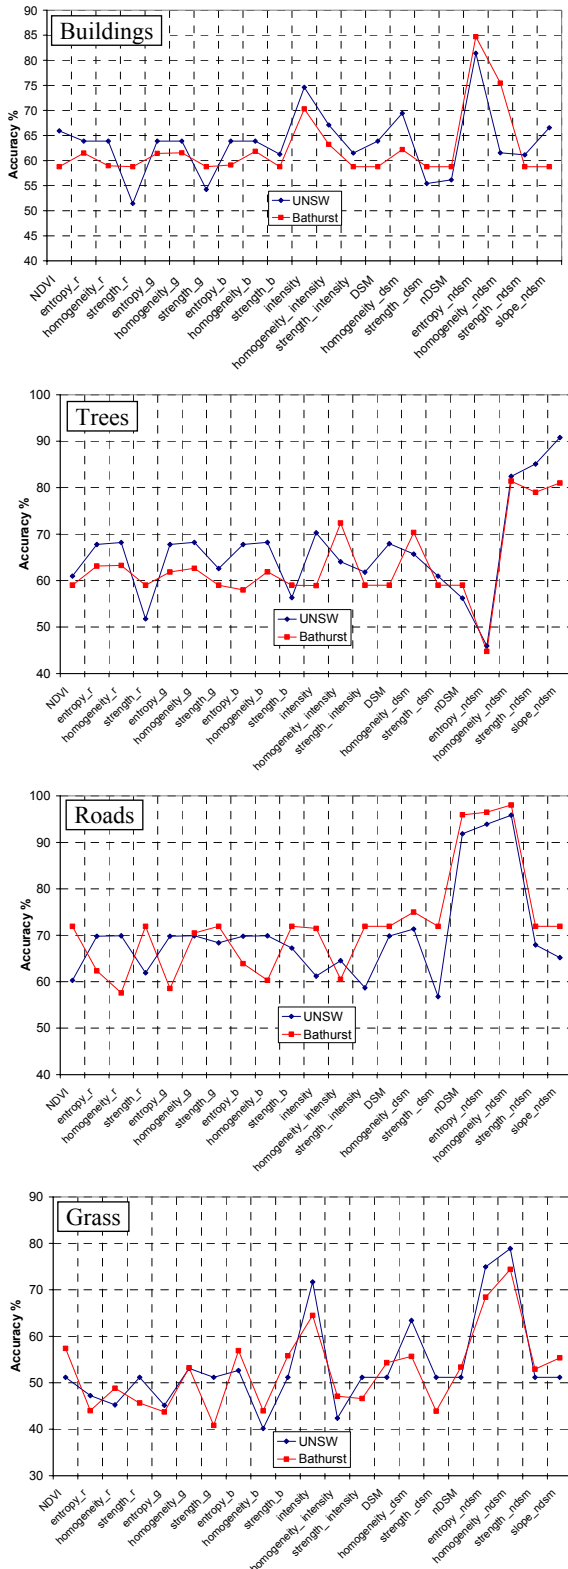 Buildings
Accuracy %
90
85
80
75
70
65
60
55
50
45
40
UNSW
Bathurst
NDVI
entropy_r
homogeneity_r
strength_r
entropy_g
homogeneity_g
strength_g
entropy_b
homogeneity_b
strength_b
intensity
homogeneity_intensity
strength_intensity
DSM
homogeneity_dsm
strength_dsm
nDSM
entropy_ndsm
homogeneity_ndsm
strength_ndsm
slope_ndsm
Trees
Accuracy %
100
90
80
70
60
50
40
UNSW
Bathurst
NDVI
entropy_r
homogeneity_r
strength_r
entropy_g
homogeneity_g
strength_g
entropy_b
homogeneity_b
strength_b
intensity
homogeneity_intensity
strength_intensity
DSM
homogeneity_dsm
strength_dsm
nDSM
entropy_ndsm
homogeneity_ndsm
strength_ndsm
slope_ndsm
Roads
Accuracy %
100
90
80
70
60
50
40
UNSW
Bathurst
NDVI
entropy_r
homogeneity_r
strength_r
entropy_g
homogeneity_g
strength_g
entropy_b
homogeneity_b
strength_b
intensity
homogeneity_intensity
strength_intensity
DSM
homogeneity_dsm
strength_dsm
nDSM
entropy_ndsm
homogeneity_ndsm
strength_ndsm
slope_ndsm
Grass
Accuracy %
90
80
70
60
50
40
30
UNSW
Bathurst
NDVI
entropy_r
homogeneity_r
strength_r
entropy_g
homogeneity_g
strength_g
entropy_b
homogeneity_b
strength_b
intensity
homogeneity_intensity
strength_intensity
DSM
homogeneity_dsm
strength_dsm
nDSM
entropy_ndsm
homogeneity_ndsm
strength_ndsm
slope_ndsm